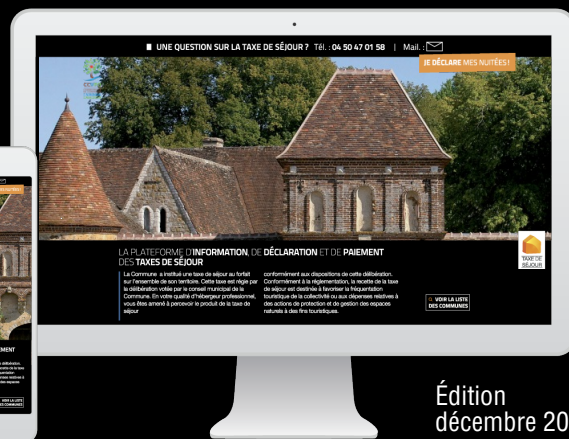 UNE QUESTION SUR LA TAXE DE SÉJOUR ? Tél. : 04 50 47 01 58 | Mail. :
JE DÉCLARE MES NUITÉES !
LA PLATEFORME D'INFORMATION, DE DÉCLARATION ET DE PAIEMENT
DES TAXES DE SÉJOUR
La Commune a institué une taxe de séjour au forfait
sur l'ensemble de son territoire. Cette taxe est régie par
la délibération votée par le conseil municipal de la
Commune. En votre qualité d'hébergeur professionnel,
vous êtes amené à percevoir le produit de la taxe de
séjour
conformément aux dispositions de cette délibération.
Conformément à la réglementation, la recette de la taxe
de séjour est destinée à favoriser la fréquentation
touristique de la collectivité ou aux dépenses relatives à
des actions de protection et de gestion des espaces
naturels à des fins touristiques.
TAXE DE
SÉJOUR
VOIR LA LISTE
DES COMMUNES
VOIR LA LISTE
DES COMMUNES
Édition
décembre 20